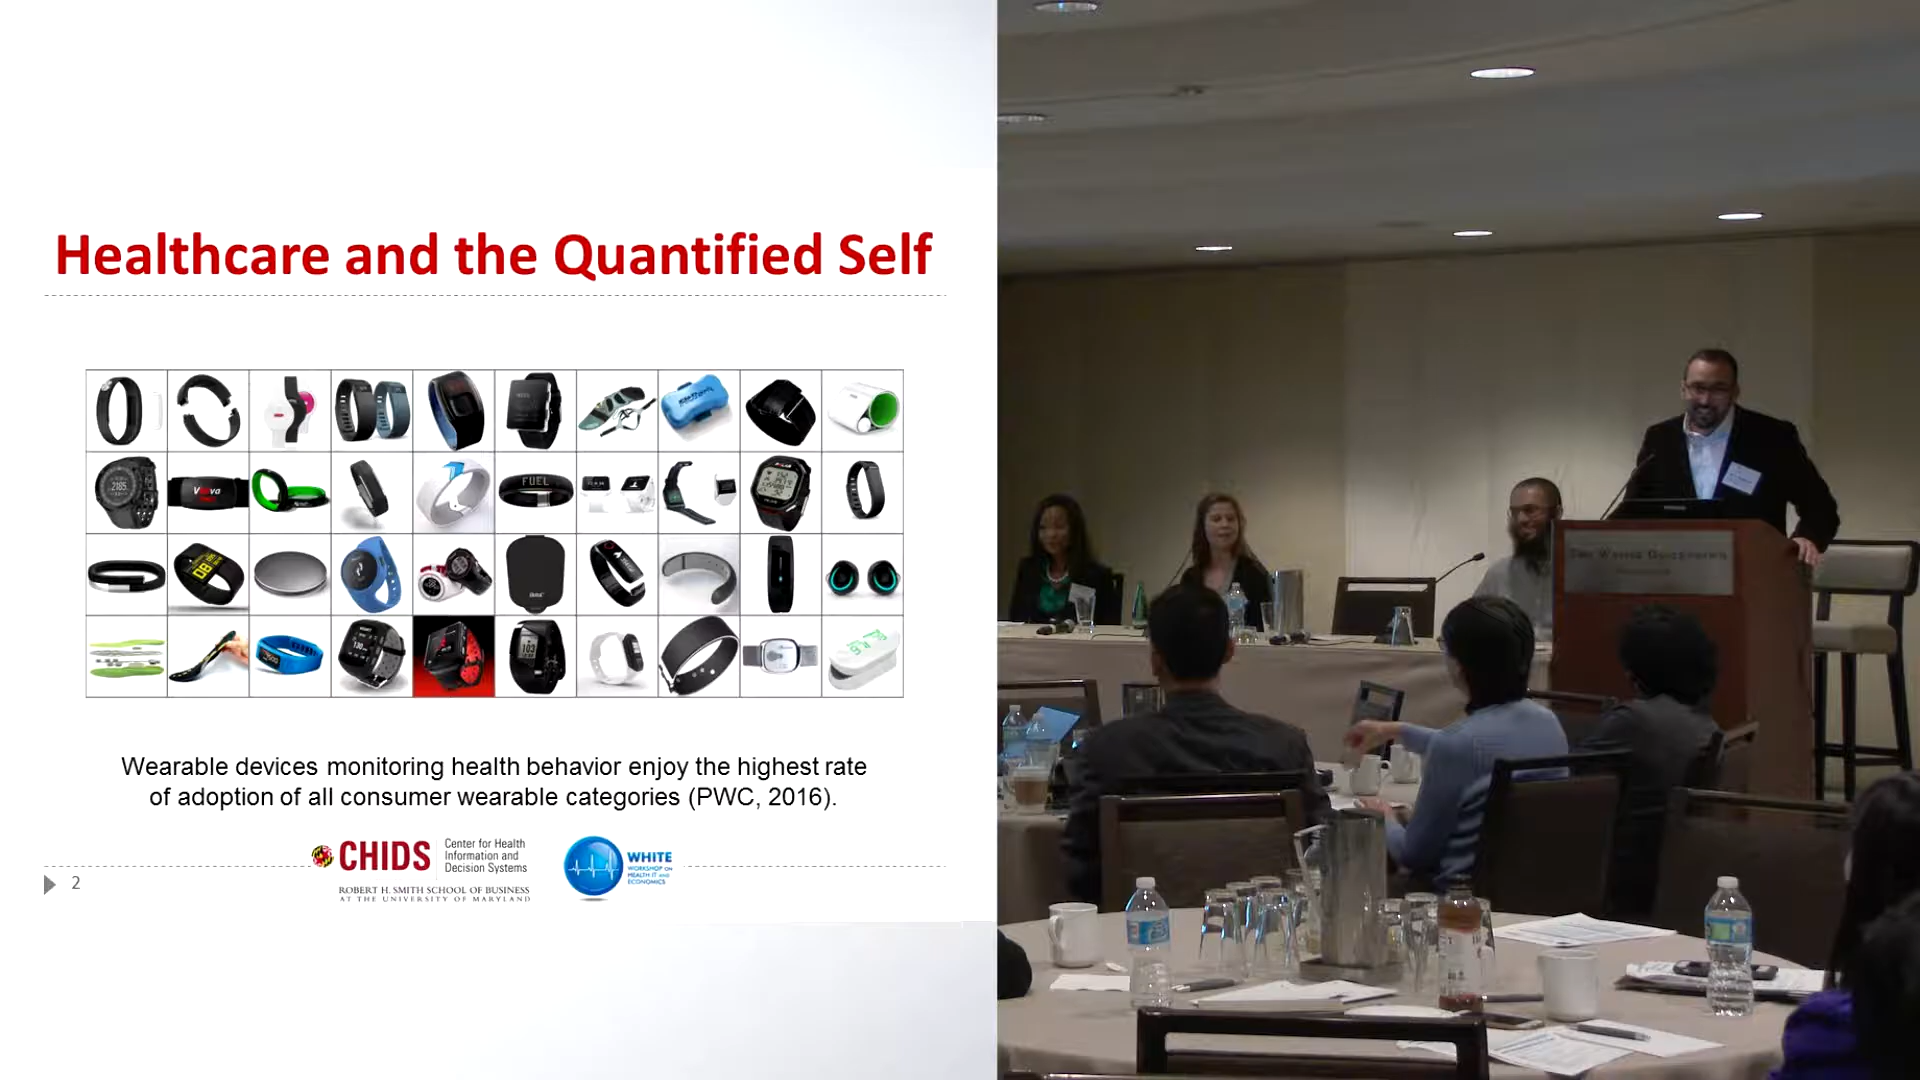 Healthcare and the Quantified Self
FUEL
Wearable devices monitoring health behavior enjoy the highest rate
of adoption of all consumer wearable categories (PWC, 2016).
CHIDS
Center for Health
Information and
Decision Systems
ROBERT H. SMITH SCHOOL OF BUSINESS
AT THE UNIVERSITY OF MARYLAND
WHITE
WORKSHOP ON
HEALTH IT AND
ECONOMICS
2